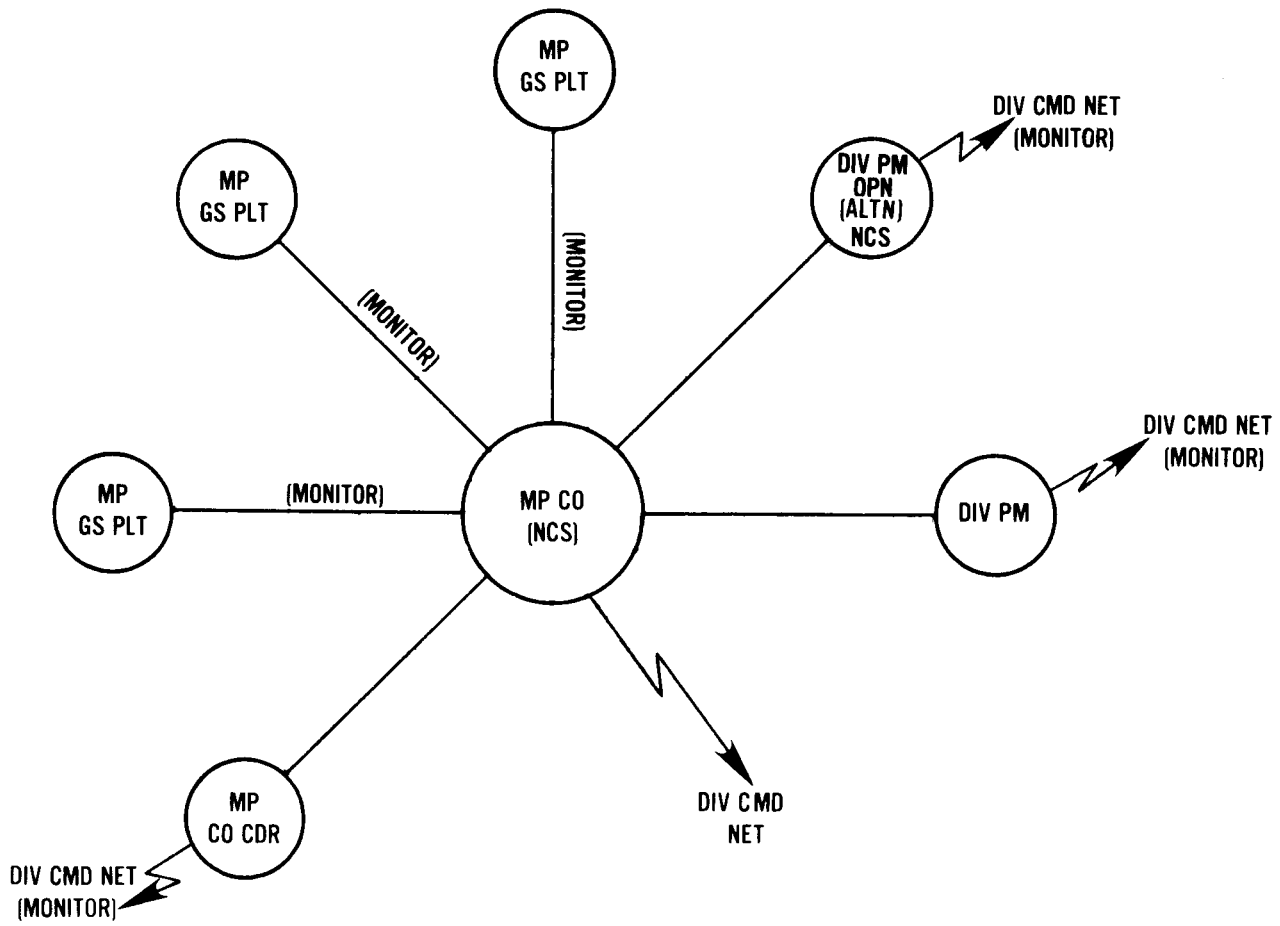 MP
GS PLT
DIV CMD NET
(MONITOR)
DIV PM
OPN
(ALTN)
NCS
MP
GS PLT
(MONITOR)
(MONITOR)
DIV CMD NET
(MONITOR)
MP
GS PLT
(MONITOR)
MP CO
(NCS)
DIV PM
MP
CO CDR
DIV CMD
NET
DIV CMD NET
(MONITOR)